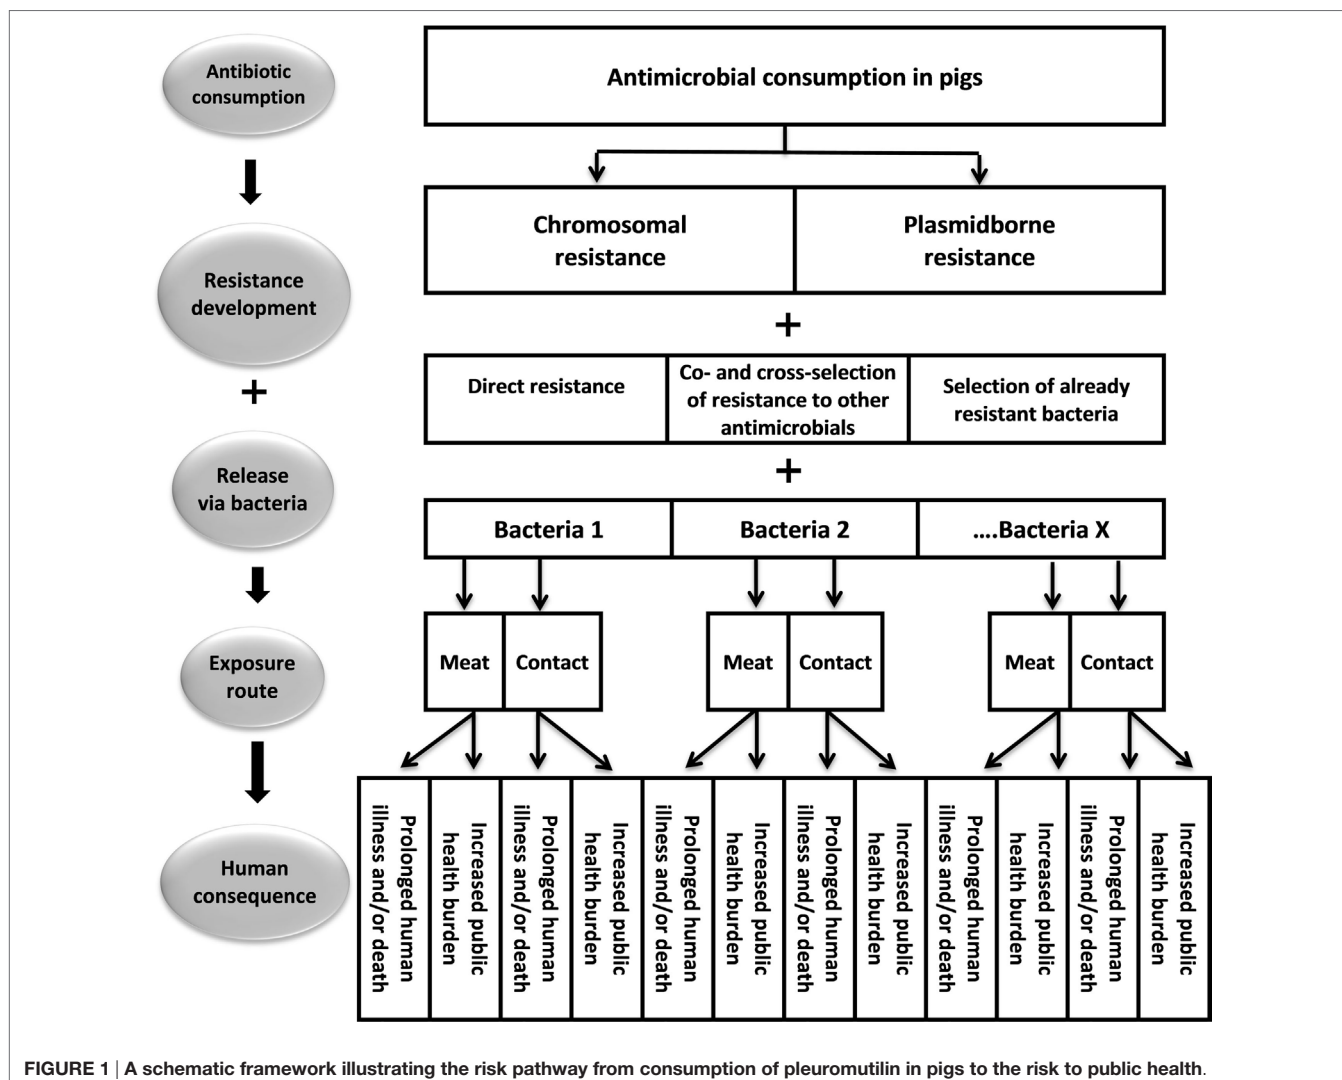 Antibiotic
consumption
Antimicrobial consumption in pigs
Resistance
development
Chromosomal
resistance
Plasmidborne
resistance
+
+
Direct resistance
Co- and cross-selection
of resistance to other
antimicrobials
Selection of already
resistant bacteria
+
Release
via bacteria
Bacteria 1
Bacteria 2
....Bacteria X
Exposure
route
Meat
Contact
Meat
Contact
Meat
Contact
Human
consequence
Prolonged human
illness and/or death
Increased public
health burden
Prolonged human
illness and/or death
Increased public
health burden
Prolonged human
illness and/or death
Increased public
health burden
Prolonged human
illness and/or death
Increased public
health burden
Prolonged human
illness and/or death
Increased public
health burden
Prolonged human
illness and/or death
Increased public
health burden
FIGURE 1 | A schematic framework illustrating the risk pathway from consumption of pleuromutilin in pigs to the risk to public health.